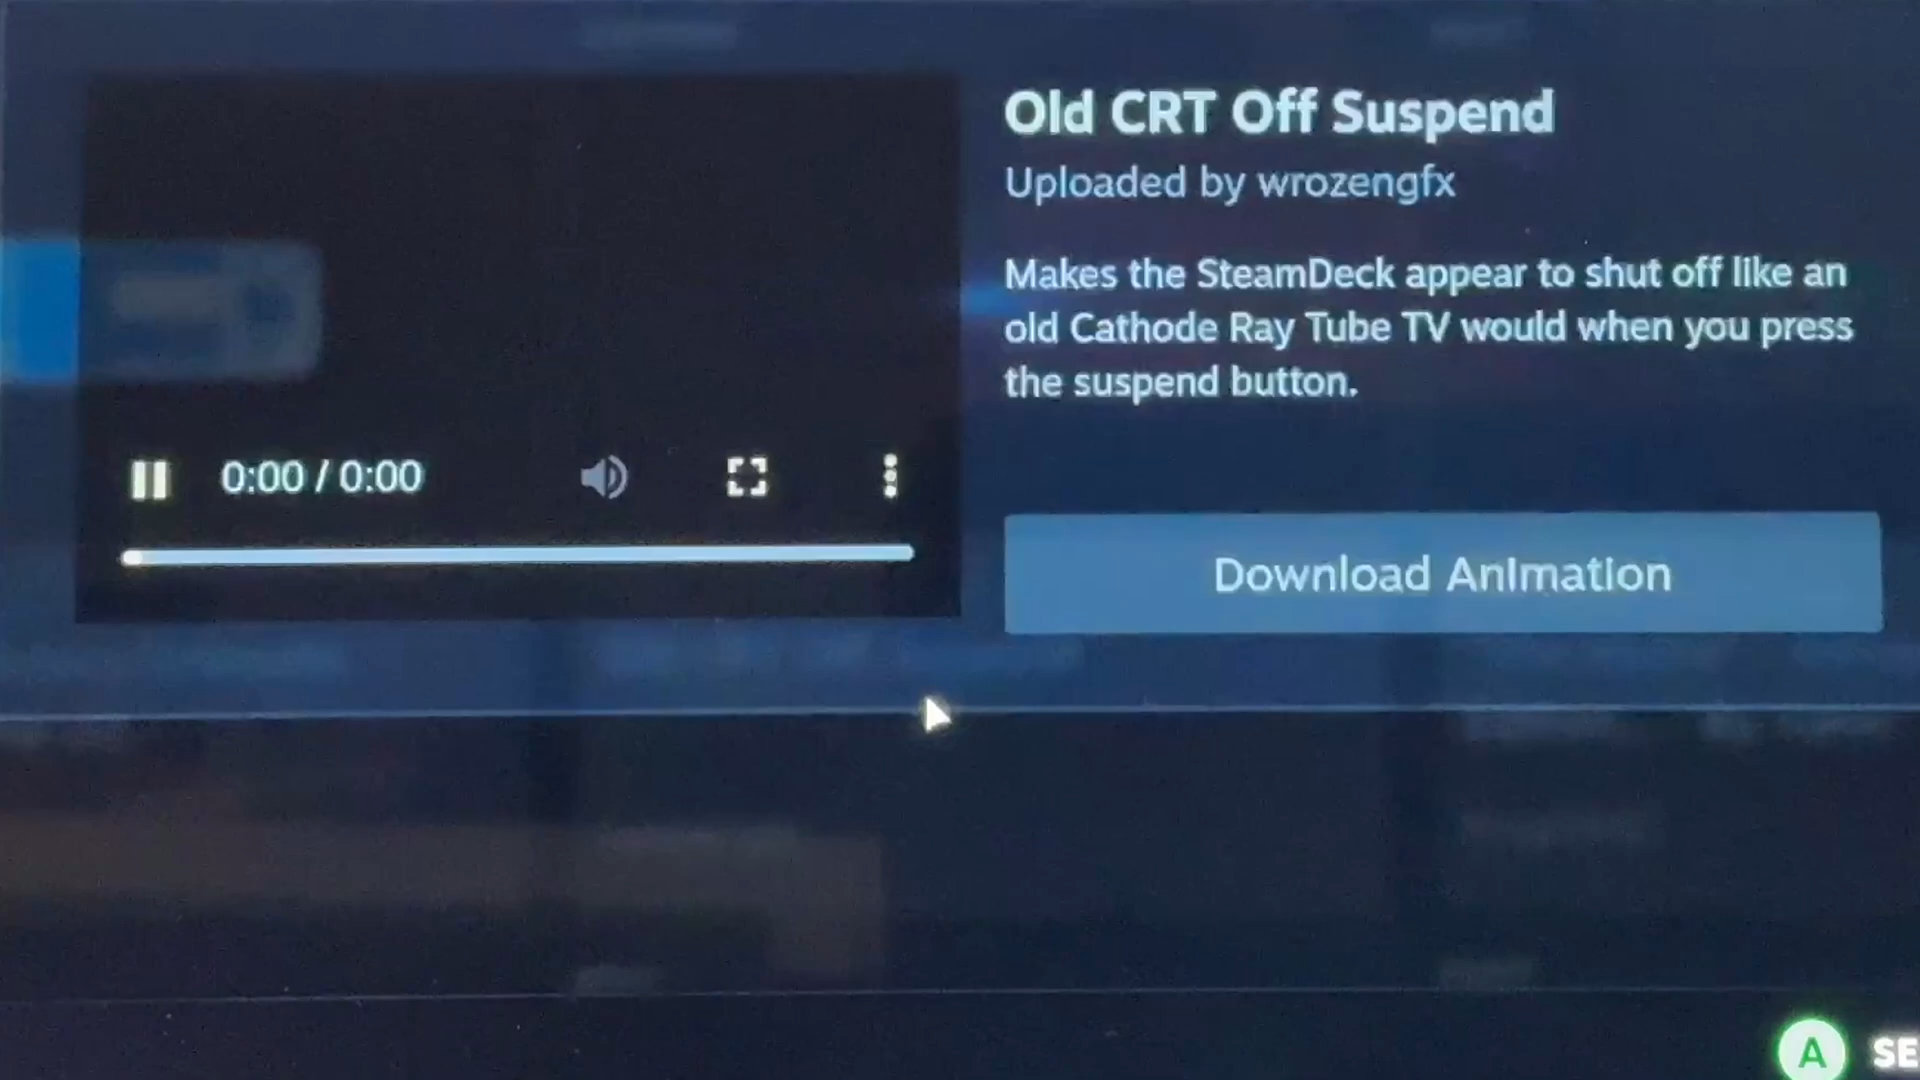 Old CRT Off Suspend
Uploaded by wrozengfx
Makes the SteamDeck appear to shut off like an
old Cathode Ray Tube TV would when you press
the suspend button.
0:00 / 0:00
Download Animation
A SE